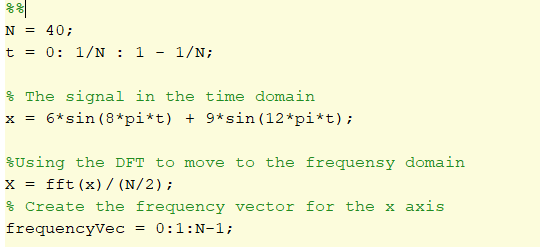 %%
N = 40;
t = 0: 1/N : 1 - 1/N;
% The signal in the time domain
x = 6*sin(8*pi*t) + 9*sin(12*pi*t);
%Using the DFT to move to the frequensy domain
X = fft(x)/(N/2);
% Create the frequency vector for the x axis
frequencyVec = 0:1:N-1;